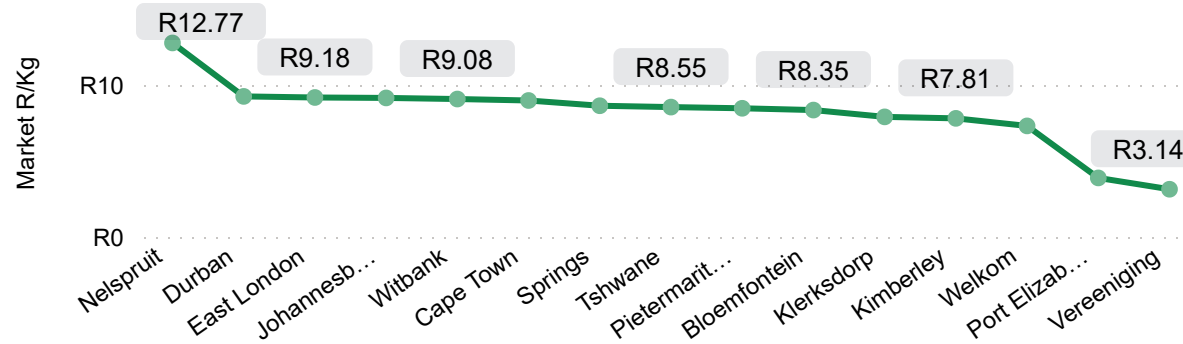 Market R/Kg
R10
R0
R12.77
R9.18
R9.08
R8.55
R8.35
R7.81
R3.14
Nelspruit
Durban
East London
Johannesb…
Witbank
Cape Town
Springs
Tshwane
Pietermarit…
Bloemfontein
Klerksdorp
Kimberley
Welkom
Port Elizab…
Vereeniging